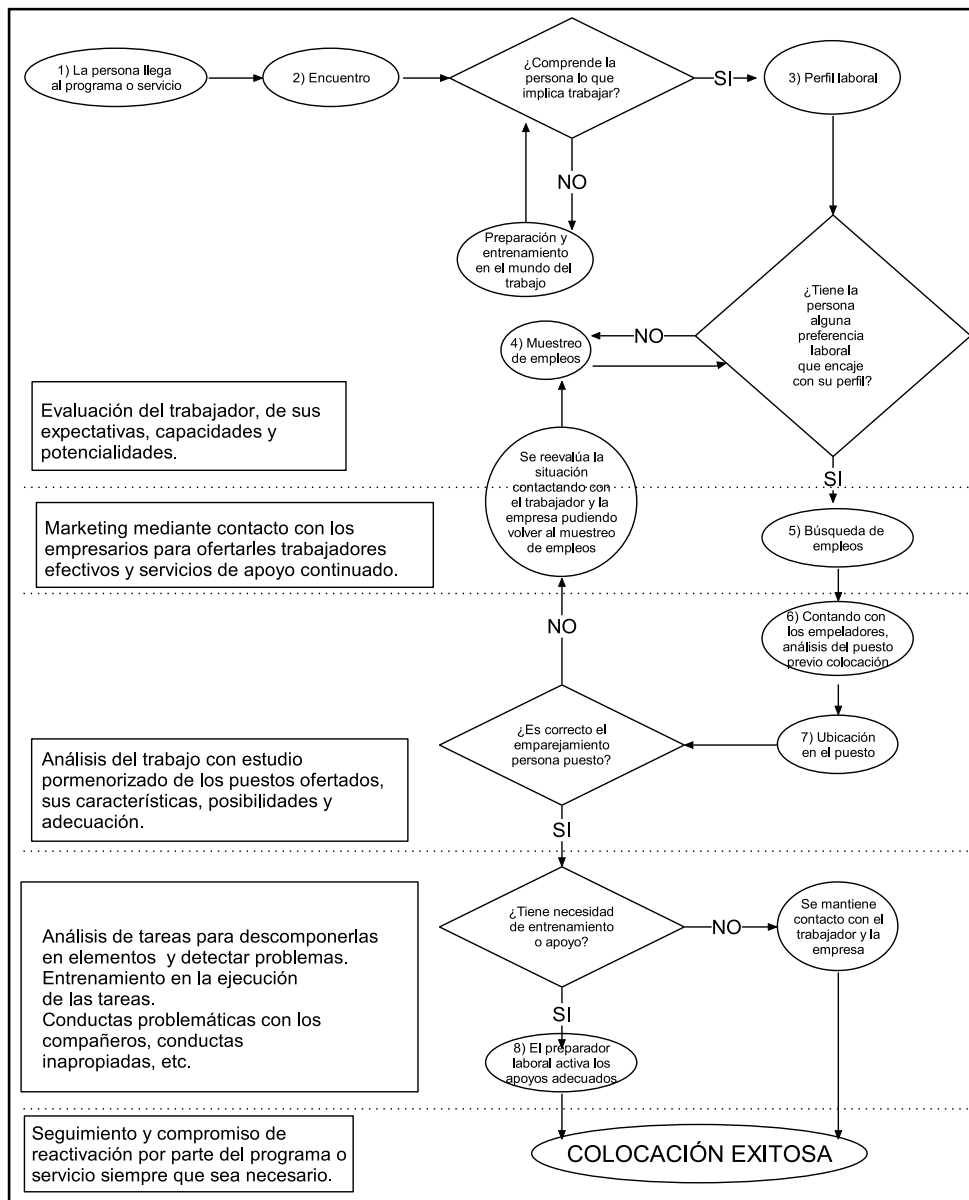 1) La persona llega
al programa o servicio
2) Encuentro
¿Comprende la
persona lo que
implica trabajar?
SI
3) Perfil laboral
NO
Preparación y
entrenamiento
en el mundo del
trabajo
¿Tiene la
persona
alguna
preferencia
laboral
que encaje
con su perfil?
NO
4) Muestreo
de empleos
Evaluación del trabajador, de sus
expectativas, capacidades y
potencialidades.
Se reevalúa la
situación
contactando con
el trabajador y la
empresa pudiendo
volver al muestreo
de empleos
SI
Marketing mediante contacto con los
empresarios para ofertarles trabajadores
efectivos y servicios de apoyo continuado.
5) Búsqueda de
empleos
NO
6) Contando con
los empeladores,
análisis del puesto
previo colocación
¿Es correcto el
emparejamiento
persona puesto?
7) Ubicación
en el puesto
Análisis del trabajo con estudio
pormenorizado de los puestos ofertados,
sus características, posibilidades y
adecuación.
SI
¿Tiene necesidad
de entrenamiento
o apoyo?
NO
Se mantiene
contacto con el
trabajador y la
empresa
Análisis de tareas para descomponerlas
en elementos y detectar problemas.
Entrenamiento en la ejecución
de las tareas.
Conductas problemáticas con los
compañeros, conductas
inapropiadas, etc.
SI
8) El preparador
laboral activa los
apoyos adecuados
Seguimiento y compromiso de
reactivación por parte del programa o
servicio siempre que sea necesario.
COLOCACIÓN EXITOSA